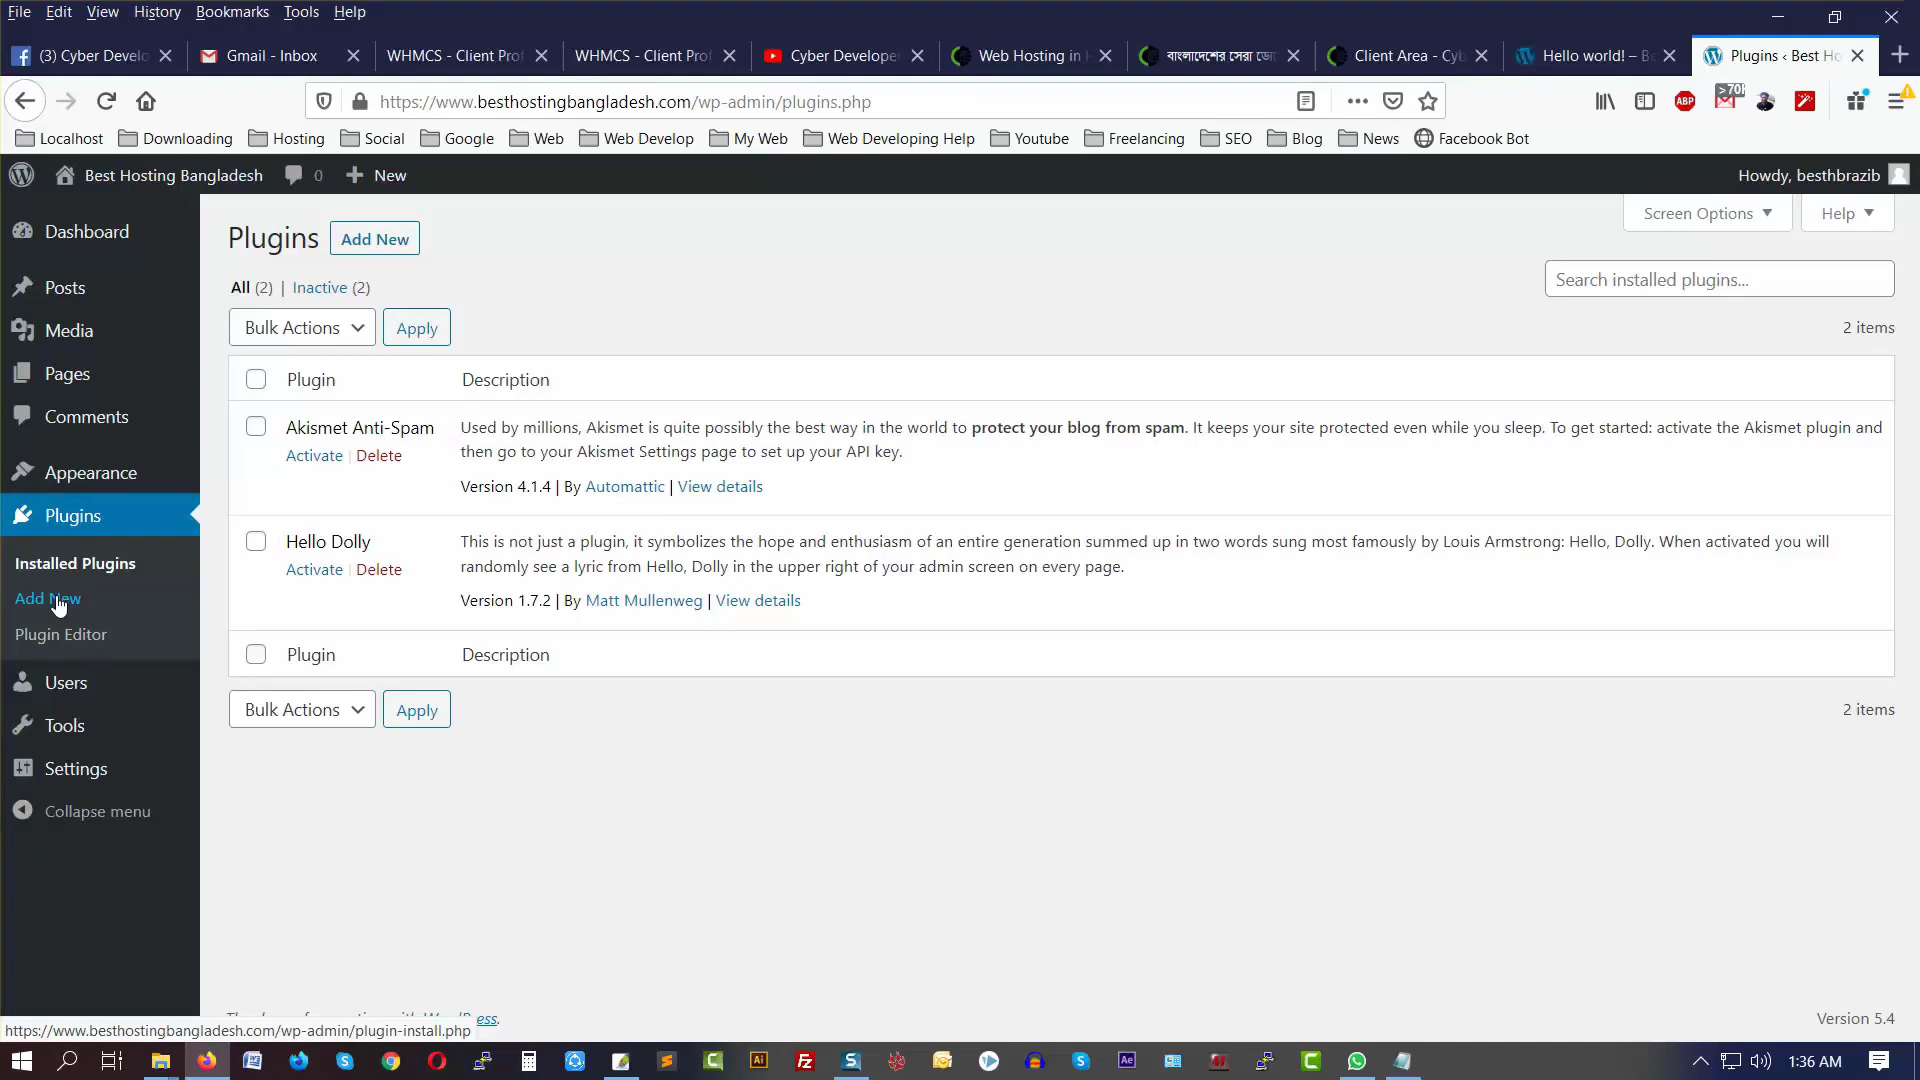 File Edit View History Bookmarks Tools Help
(3) Cyber Develo
Gmail - Inbox
WHMCS - Client Prof
WHMCS - Client Prof
Cyber Developer
Web Hosting in
বাংলাদেশের সেরা ডো
Client Area - Cyb
Hello world! – Be
Plugins ‹ Best Ho
https://www.besthostingbangladesh.com/wp-admin/plugins.php
ABP
>70
Localhost Downloading Hosting Social Google Web Web Develop My Web Web Developing Help Youtube Freelancing SEO Blog News Facebook Bot
Best Hosting Bangladesh 0 New
Howdy, besthbrazib
Dashboard
Posts
Media
Pages
Comments
Appearance
Plugins
Installed Plugins
Add New
Plugin Editor
Users
Tools
Settings
Collapse menu
Screen Options Help
Plugins Add New
All (2) | Inactive (2)
Search installed plugins...
Bulk Actions Apply
2 items
Plugin Description
Akismet Anti-Spam
Activate | Delete
Used by millions, Akismet is quite possibly the best way in the world to protect your blog from spam. It keeps your site protected even while you sleep. To get started: activate the Akismet plugin and
then go to your Akismet Settings page to set up your API key.
Version 4.1.4 | By Automattic | View details
Hello Dolly
Activate | Delete
This is not just a plugin, it symbolizes the hope and enthusiasm of an entire generation summed up in two words sung most famously by Louis Armstrong: Hello, Dolly. When activated you will
randomly see a lyric from Hello, Dolly in the upper right of your admin screen on every page.
Version 1.7.2 | By Matt Mullenweg | View details
Plugin Description
Bulk Actions Apply
2 items
Version 5.4
https://www.besthostingbangladesh.com/wp-admin/plugin-install.php
1:36 AM